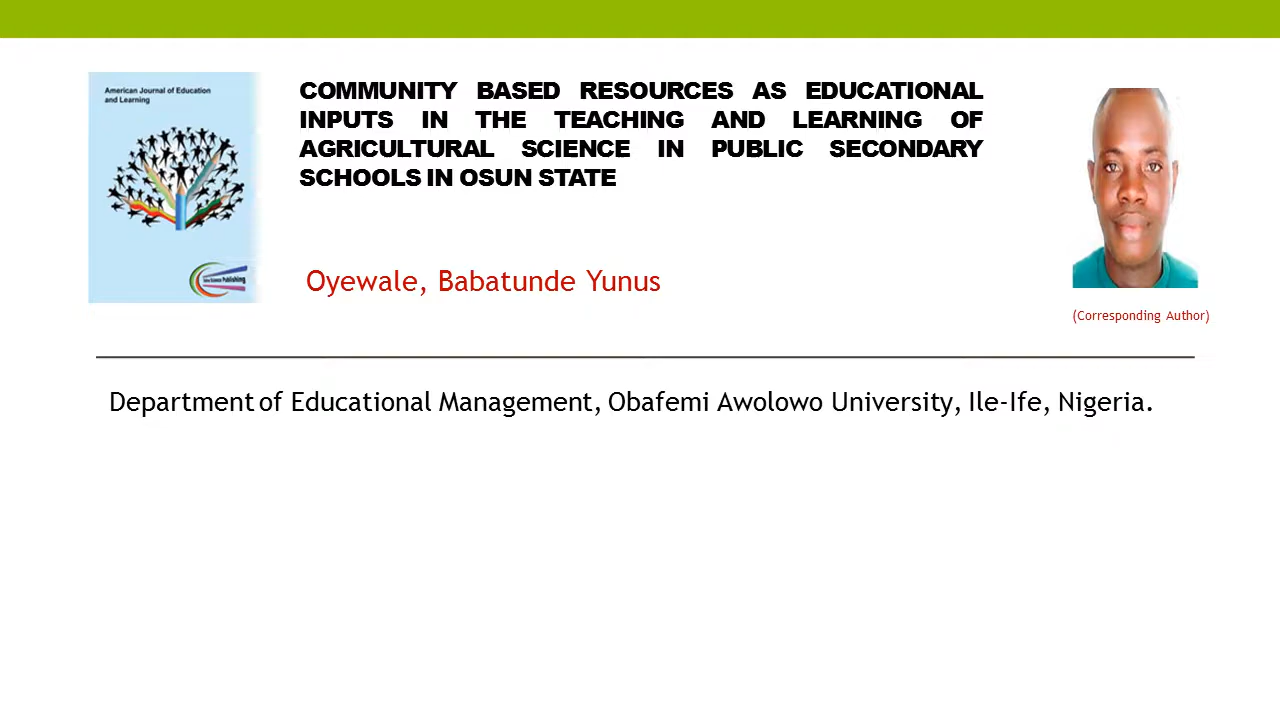 American Journal of Education
and Learning
COMMUNITY BASED RESOURCES AS EDUCATIONAL
INPUTS IN THE TEACHING AND LEARNING OF
AGRICULTURAL SCIENCE IN PUBLIC SECONDARY
SCHOOLS IN OSUN STATE
Oyewale, Babatunde Yunus
(Corresponding Author)
Department of Educational Management, Obafemi Awolowo University, Ile-Ife, Nigeria.